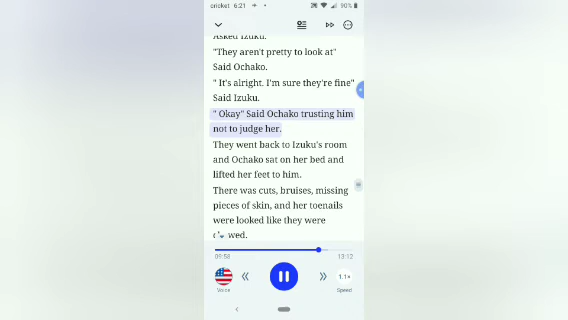 cricket 6:21 90%
Asked Izuku.
"They aren't pretty to look at"
Said Ochako.
" It's alright. I'm sure they're fine"
Said Izuku.
" Okay" Said Ochako trusting him
not to judge her.
They went back to Izuku's room
and Ochako sat on her bed and
lifted her feet to him.
There was cuts, bruises, missing
pieces of skin, and her toenails
were looked like they were
wed.
09:58 13:12
1.1×
Voice Speed